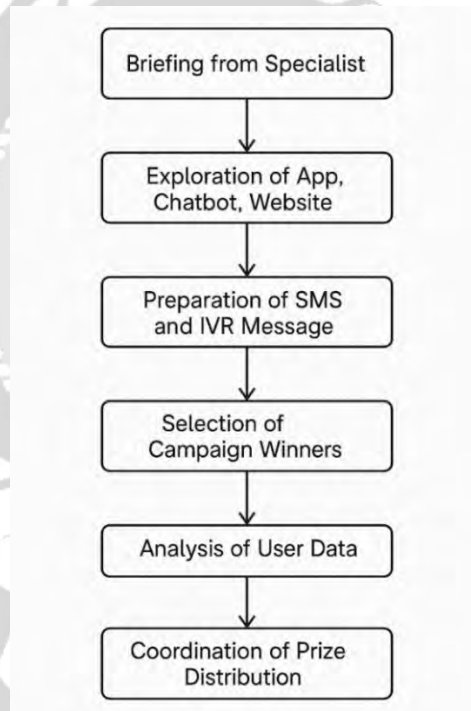 Briefing from Specialist
Exploration of App,
Chatbot, Website
Preparation of SMS
and IVR Message
Selection of
Campaign Winners
Analysis of User Data
Coordination of Prize
Distribution